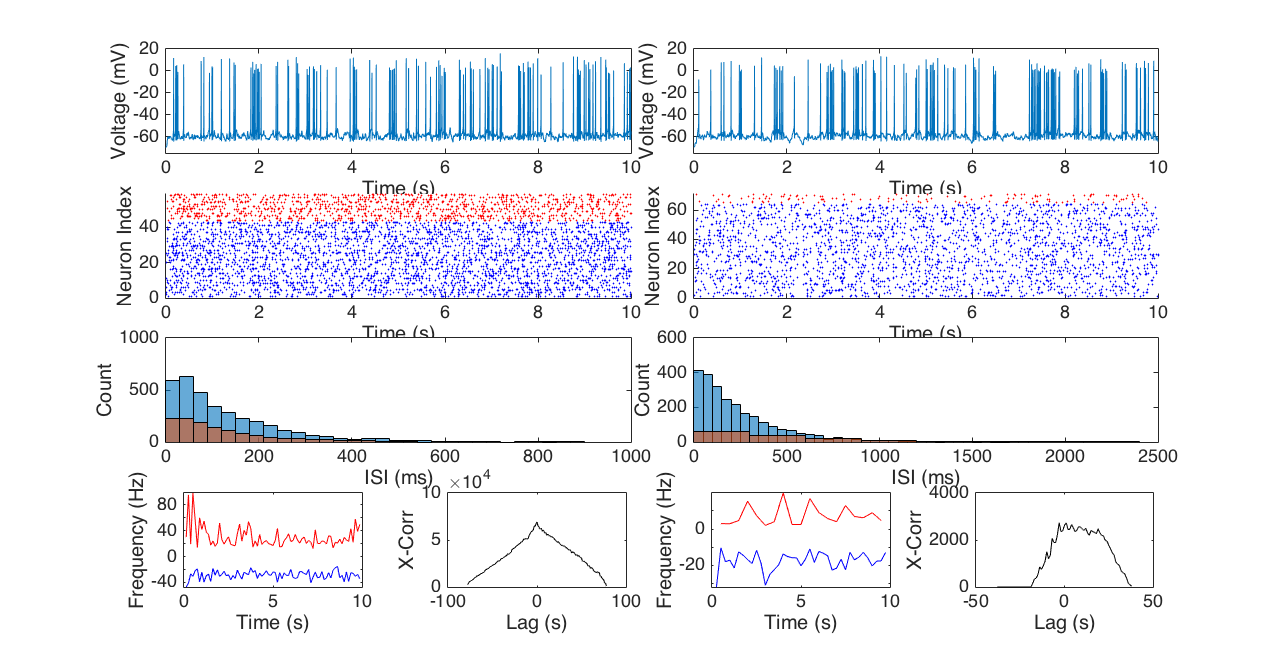 Voltage (mV)
20
0
-20
-40
-60
0 2 4 6 8 10
Time (s)
Voltage (mV)
20
0
-20
-40
-60
0 2 4 6 8 10
Time (s)
Neuron Index
40
20
0
0 2 4 6 8 10
Time (s)
Neuron Index
60
40
20
0
0 2 4 6 8 10
Time (s)
Count
1000
500
0
0 200 400 600 800 1000
ISI (ms)
Count
600
400
200
0
0 500 1000 1500 2000 2500
ISI (ms)
Frequency (Hz)
80
40
0
-40
0 5 10
Time (s)
X-Corr
×10⁴
10
5
0
-100 0 100
Lag (s)
Frequency (Hz)
0
-20
0 5 10
Time (s)
X-Corr
4000
2000
0
-50 0 50
Lag (s)